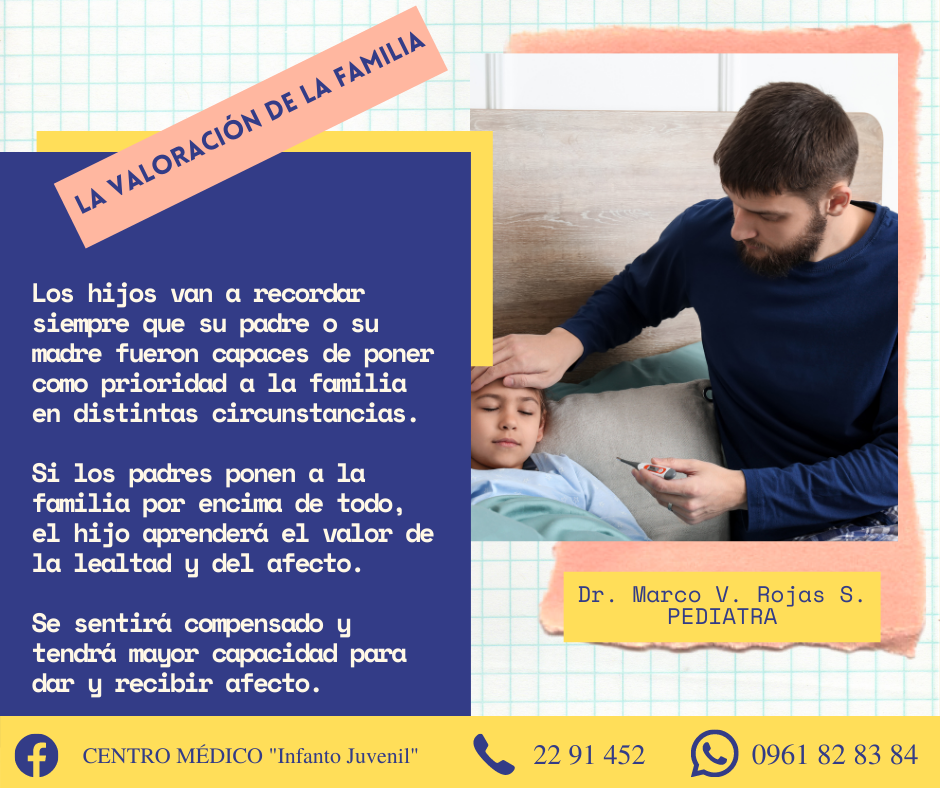 LA VALORACIÓN DE LA FAMILIA
Los hijos van a recordar
siempre que su padre o su
madre fueron capaces de poner
como prioridad a la familia
en distintas circunstancias.
Si los padres ponen a la
familia por encima de todo,
el hijo aprenderá el valor de
la lealtad y del afecto.
Se sentirá compensado y
tendrá mayor capacidad para
dar y recibir afecto.
Dr. Marco V. Rojas S.
PEDIATRA
CENTRO MÉDICO "Infanto Juvenil"
22 91 452
0961 82 83 84